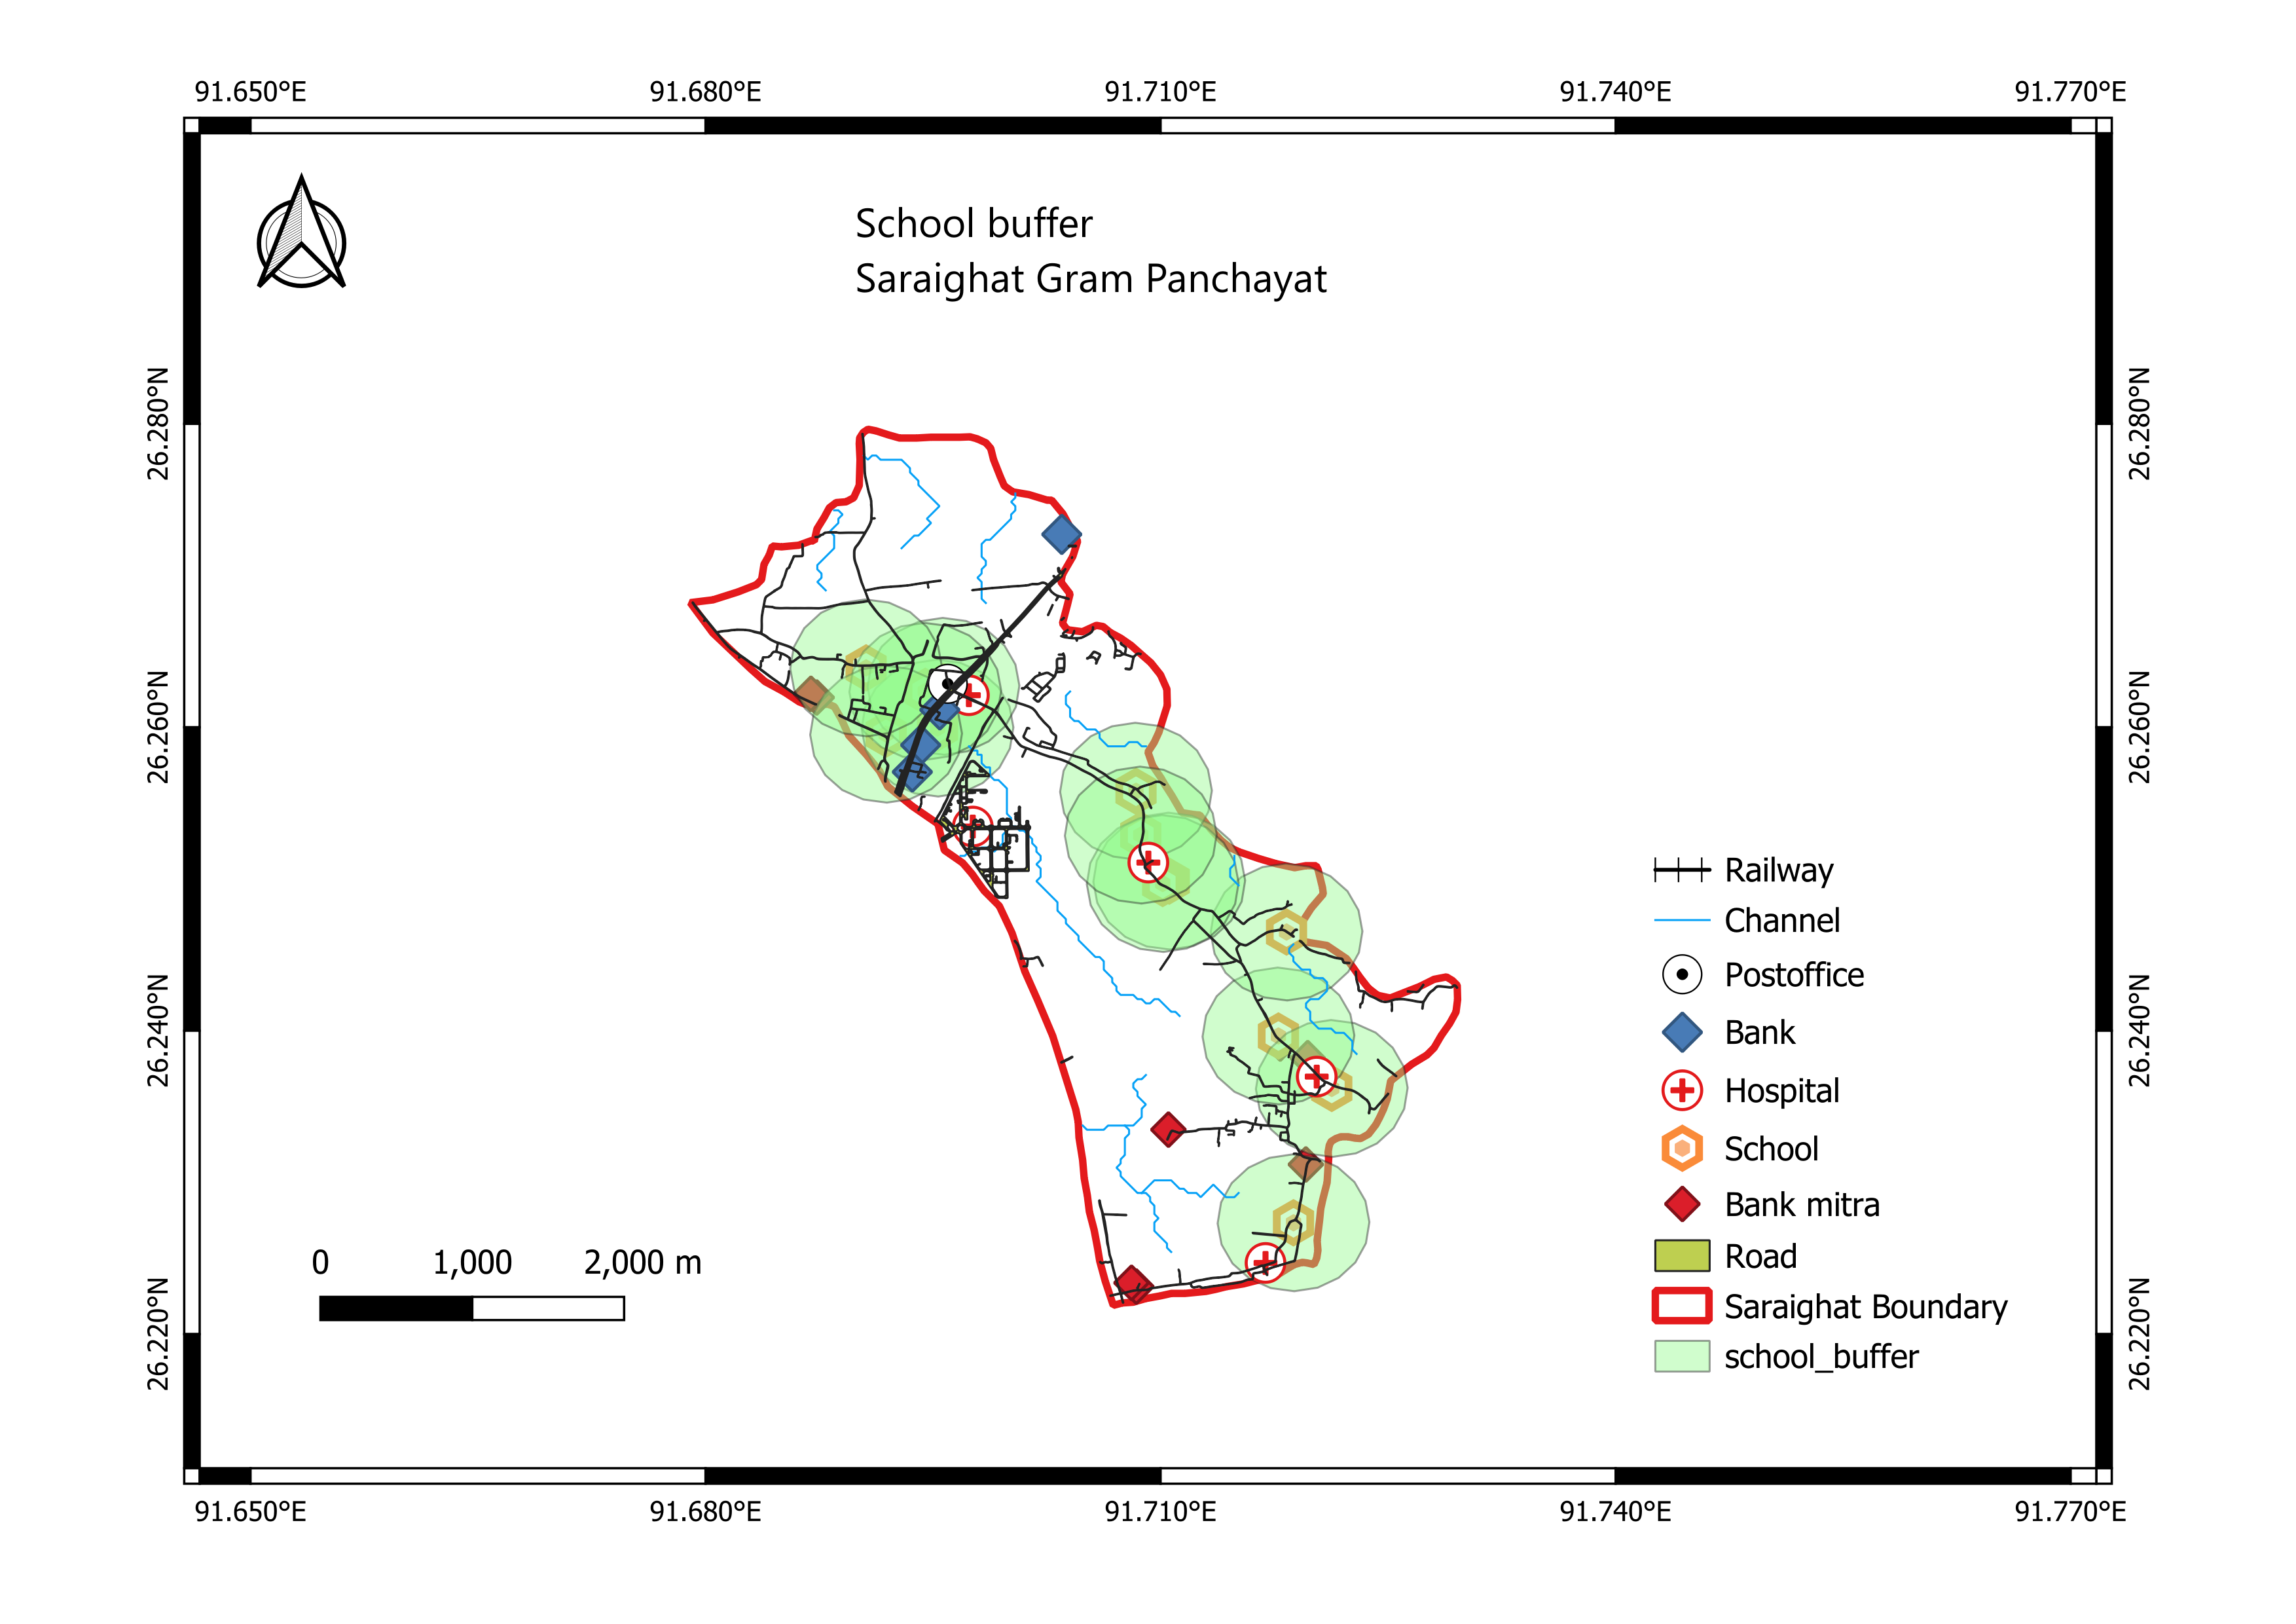 91.650°E 91.680°E 91.710°E 91.740°E 91.770°E
School buffer
Saraighat Gram Panchayat
26.280°N
26.260°N
26.240°N
26.220°N
26.280°N
26.260°N
26.240°N
26.220°N
Railway
Channel
Postoffice
Bank
Hospital
School
Bank mitra
Road
Saraighat Boundary
school_buffer
0 1,000 2,000 m
91.650°E 91.680°E 91.710°E 91.740°E 91.770°E